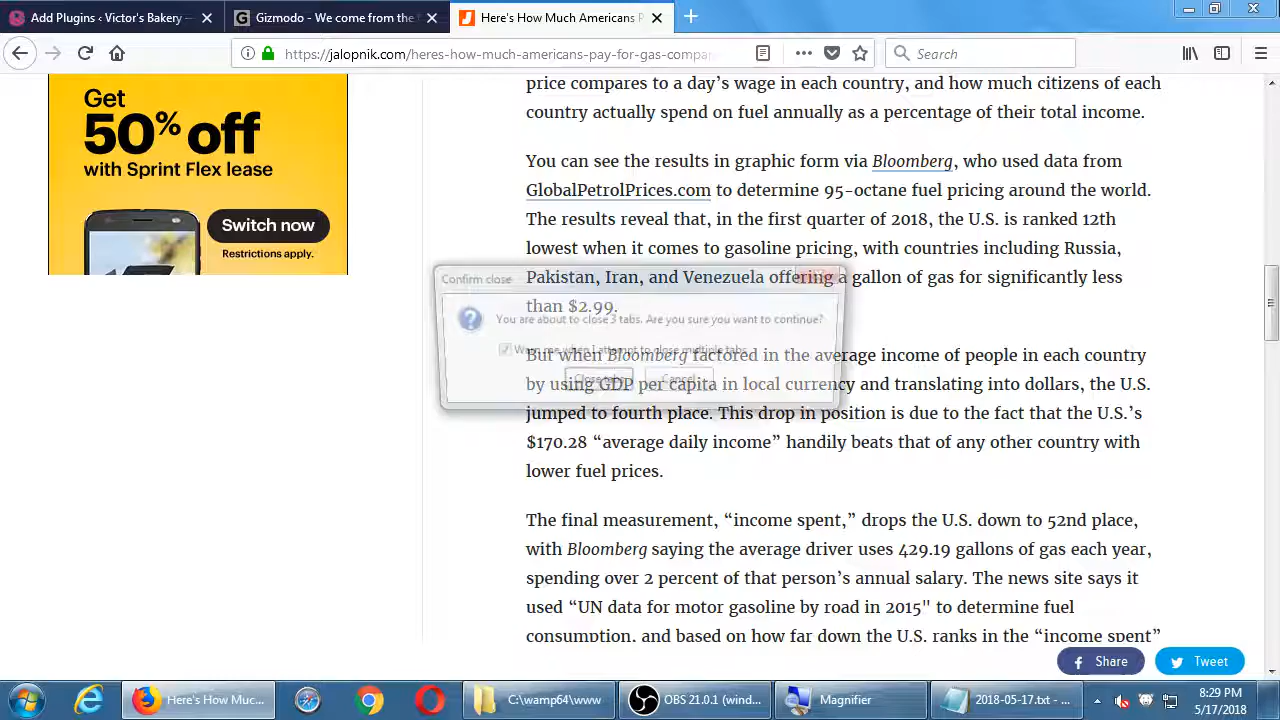 Add Plugins ‹ Victor's Bakery —
Gizmodo - We come from the
Here's How Much Americans P
https://jalopnik.com/heres-how-much-americans-pay-for-gas-compa
Search
Get
50% off
with Sprint Flex lease
Switch now
Restrictions apply.
price compares to a day’s wage in each country, and how much citizens of each
country actually spend on fuel annually as a percentage of their total income.
You can see the results in graphic form via Bloomberg, who used data from
GlobalPetrolPrices.com to determine 95-octane fuel pricing around the world.
The results reveal that, in the first quarter of 2018, the U.S. is ranked 12th
lowest when it comes to gasoline pricing, with countries including Russia,
Pakistan, Iran, and Venezuela offering a gallon of gas for significantly less
than $2.99.
But when Bloomberg factored in the average income of people in each country
by using GDP per capita in local currency and translating into dollars, the U.S.
jumped to fourth place. This drop in position is due to the fact that the U.S.’s
$170.28 “average daily income” handily beats that of any other country with
lower fuel prices.
The final measurement, “income spent,” drops the U.S. down to 52nd place,
with Bloomberg saying the average driver uses 429.19 gallons of gas each year,
spending over 2 percent of that person’s annual salary. The news site says it
used “UN data for motor gasoline by road in 2015" to determine fuel
consumption, and based on how far down the U.S. ranks in the “income spent”
Confirm close
You are about to close 3 tabs. Are you sure you want to continue?
Warn me when I attempt to close multiple tabs
Close tabs
Cancel
Share
Tweet
Here's How Muc...
C:\wamp64\www
OBS 21.0.1 (wind...
Magnifier
2018-05-17.txt - ...
8:29 PM
5/17/2018